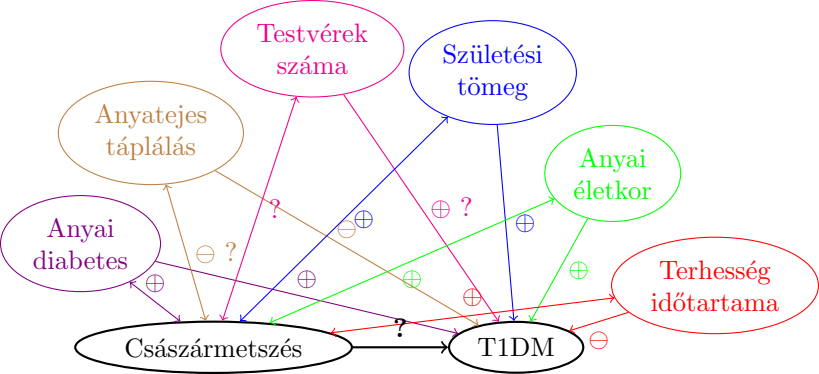 Testvérek
száma
Születési
tömeg
Anyatejes
táplálás
Anyai
életkor
Anyai
diabetes
Terhesség
időtartama
?
⊕ ?
⊕
⊖
⊕
⊖ ?
⊕
⊕
⊕
⊕
⊕
?
⊖
Császármetszés
T1DM